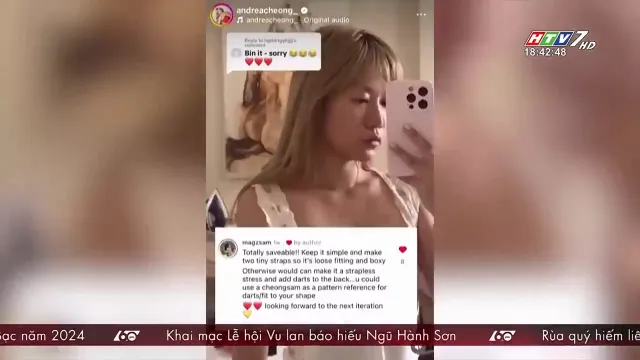 andreacheong_
andreacheong_ Original audio
HTV7 HD
18:42:48
Bin it - sorry 😂😂😂
❤️❤️❤️
magzsam 1w ❤️ by author
Totally saveable!! Keep it simple and make
two tiny straps so it's loose fitting and boxy
Otherwise would can make it a strapless
stress and add darts to the back...u could
use a cheongsam as a pattern reference for
darts/fit to your shape
❤️❤️ looking forward to the next iteration
💛
8
Bạc năm 2024
Khai mạc Lễ hội Vu lan báo hiếu Ngũ Hành Sơn
Rùa quý hiếm liê